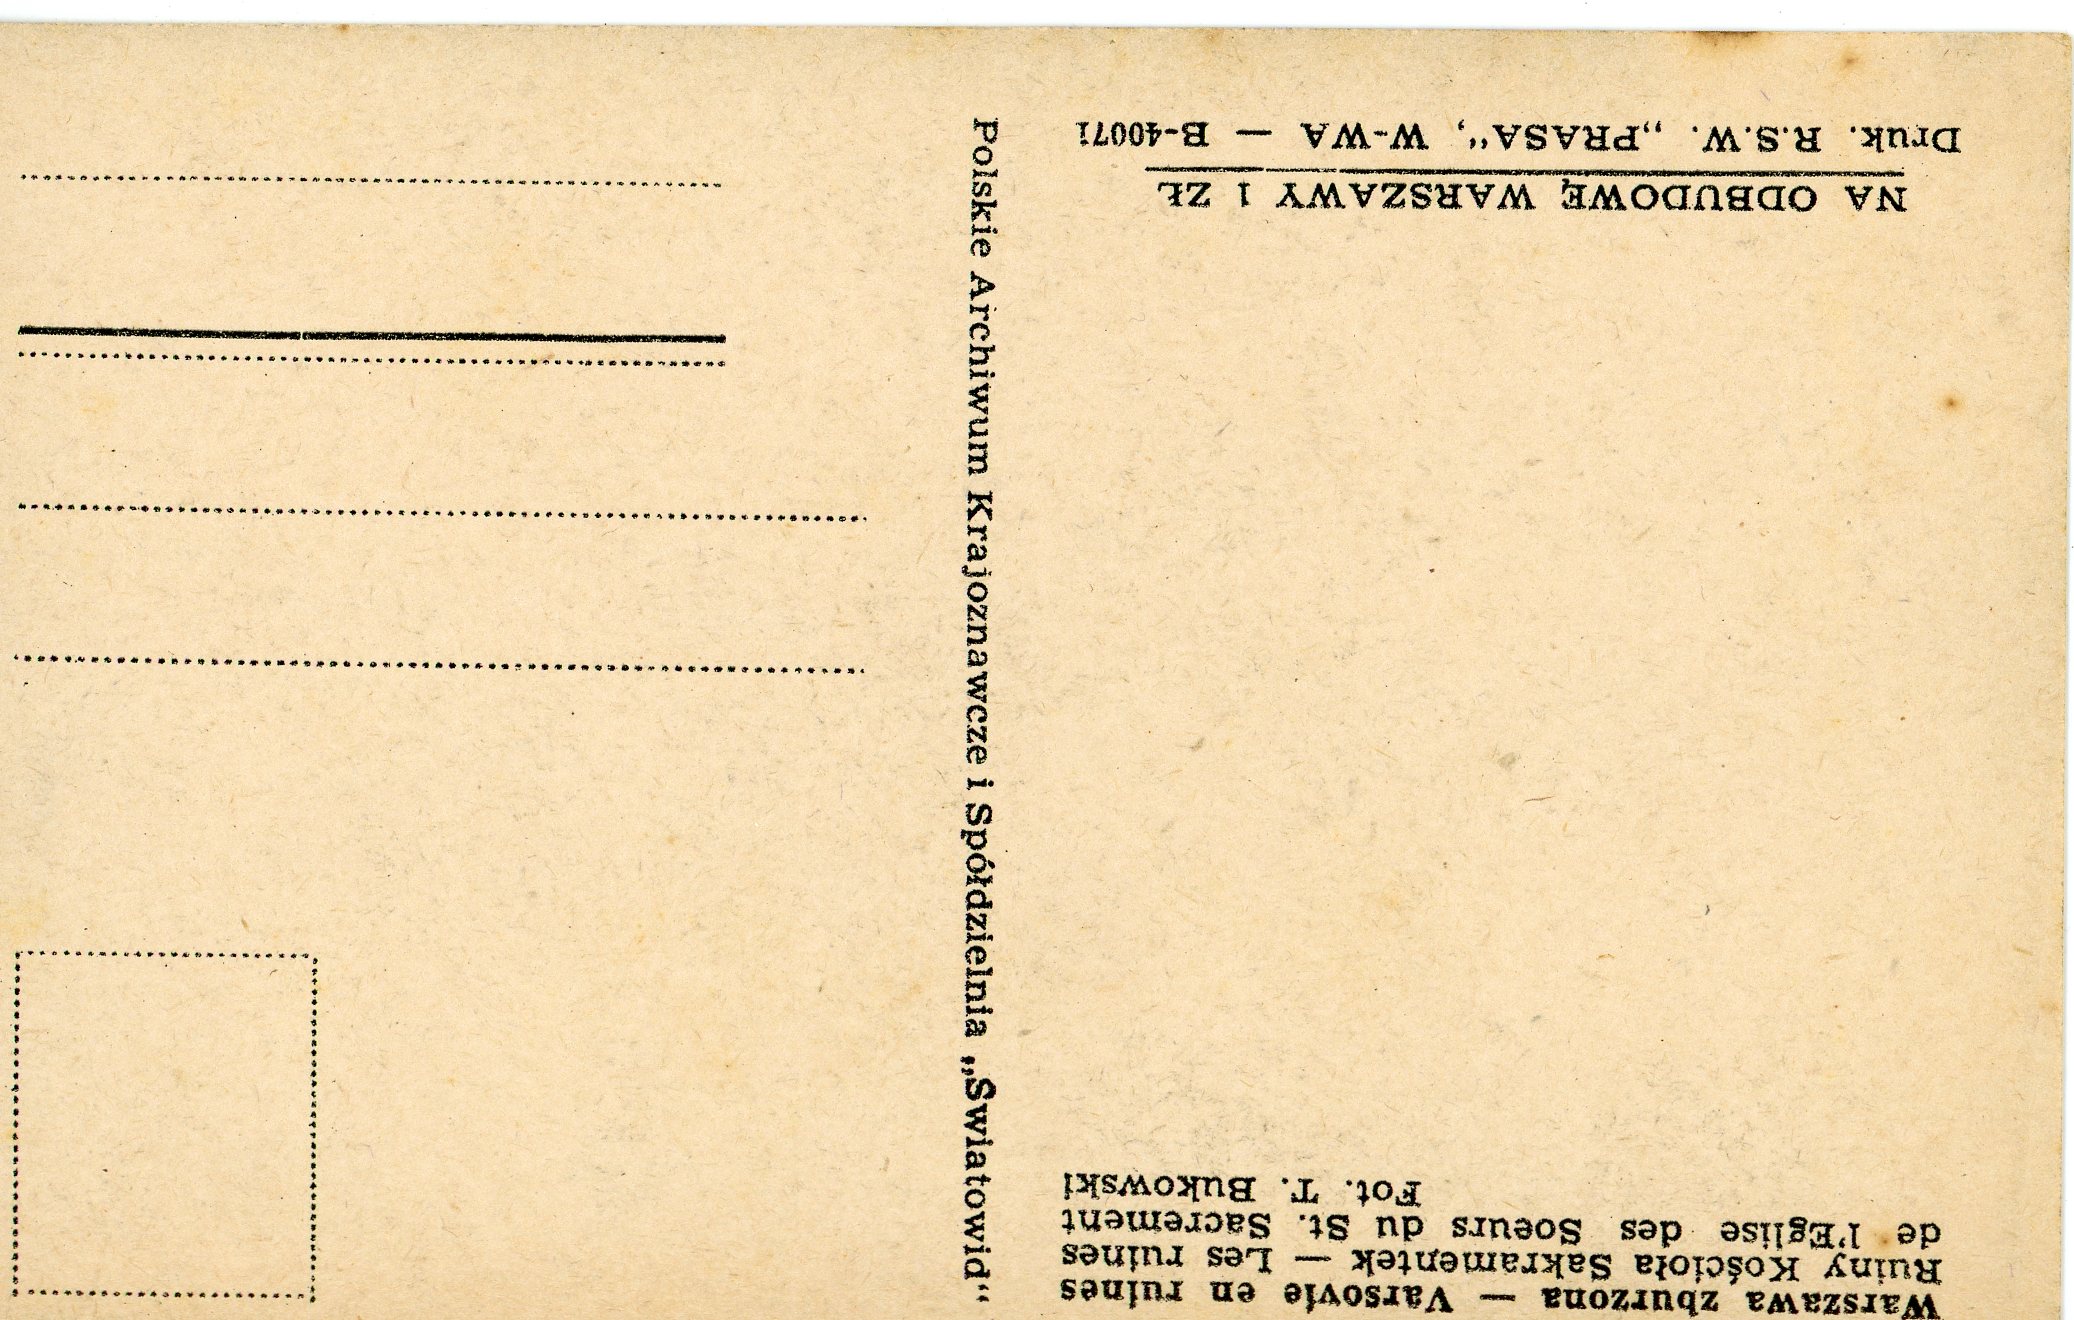 Warszawa zburzona — Varsovie en ruines
Ruiny Kościoła Sakramentek — Les ruines
de l'Eglise des Soeurs du St. Sacrement
Fot. T. Bukowski
NA ODBUDOWĘ WARSZAWY 1 ZŁ
Druk. R.S.W. „PRASA“, W-WA — B-40071
Polskie Archiwum Krajoznawcze i Spółdzielnia „Swiatowid“